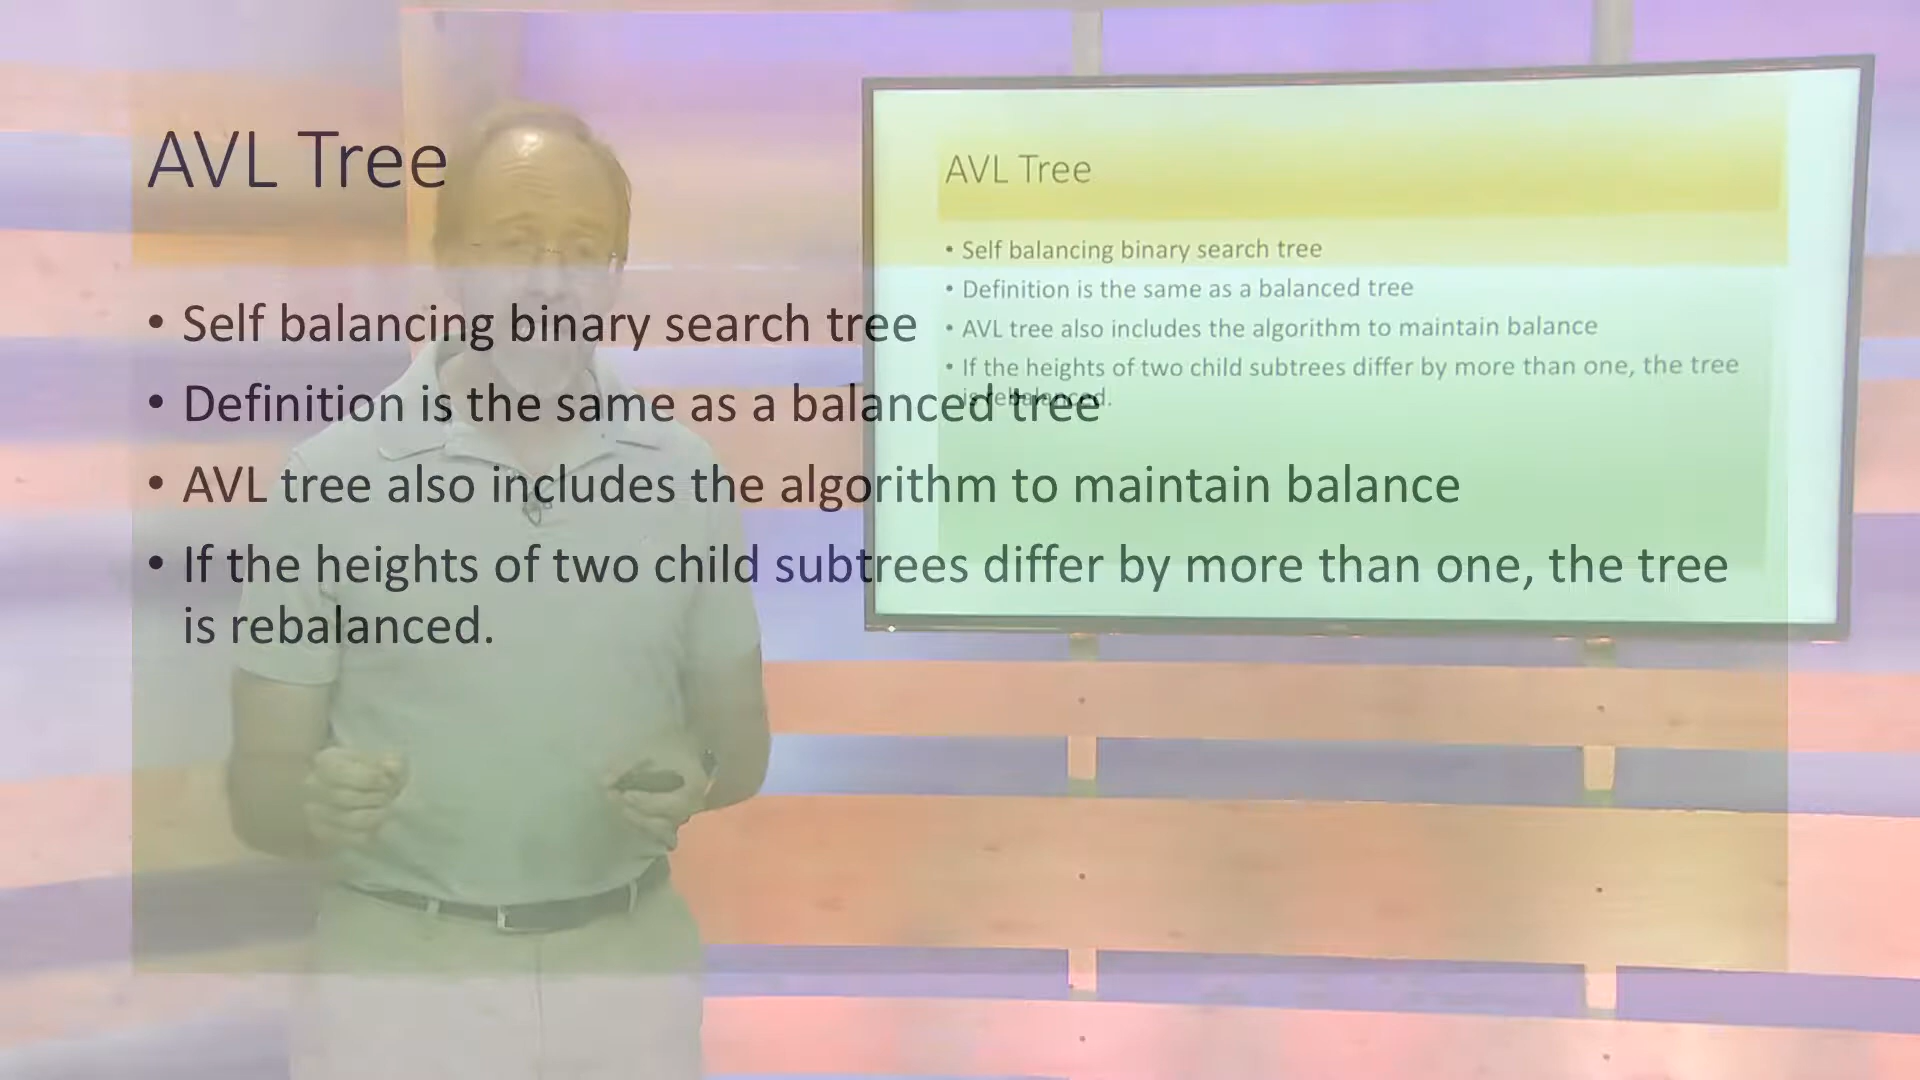 AVL Tree
• Self balancing binary search tree
• Definition is the same as a balanced tree
• AVL tree also includes the algorithm to maintain balance
• If the heights of two child subtrees differ by more than one, the tree
is rebalanced.
AVL Tree
• Self balancing binary search tree
• Definition is the same as a balanced tree
• AVL tree also includes the algorithm to maintain balance
• If the heights of two child subtrees differ by more than one, the tree
is rebalanced.